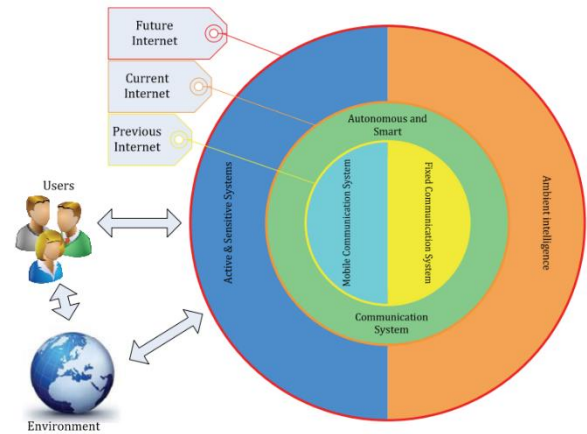 Future
Internet
Current
Internet
Previous
Internet
Autonomous and
Smart
Users
Active & Sensitive Systems
Mobile Communication System
Fixed Communication System
Ambient intelligence
Communication
System
Environment